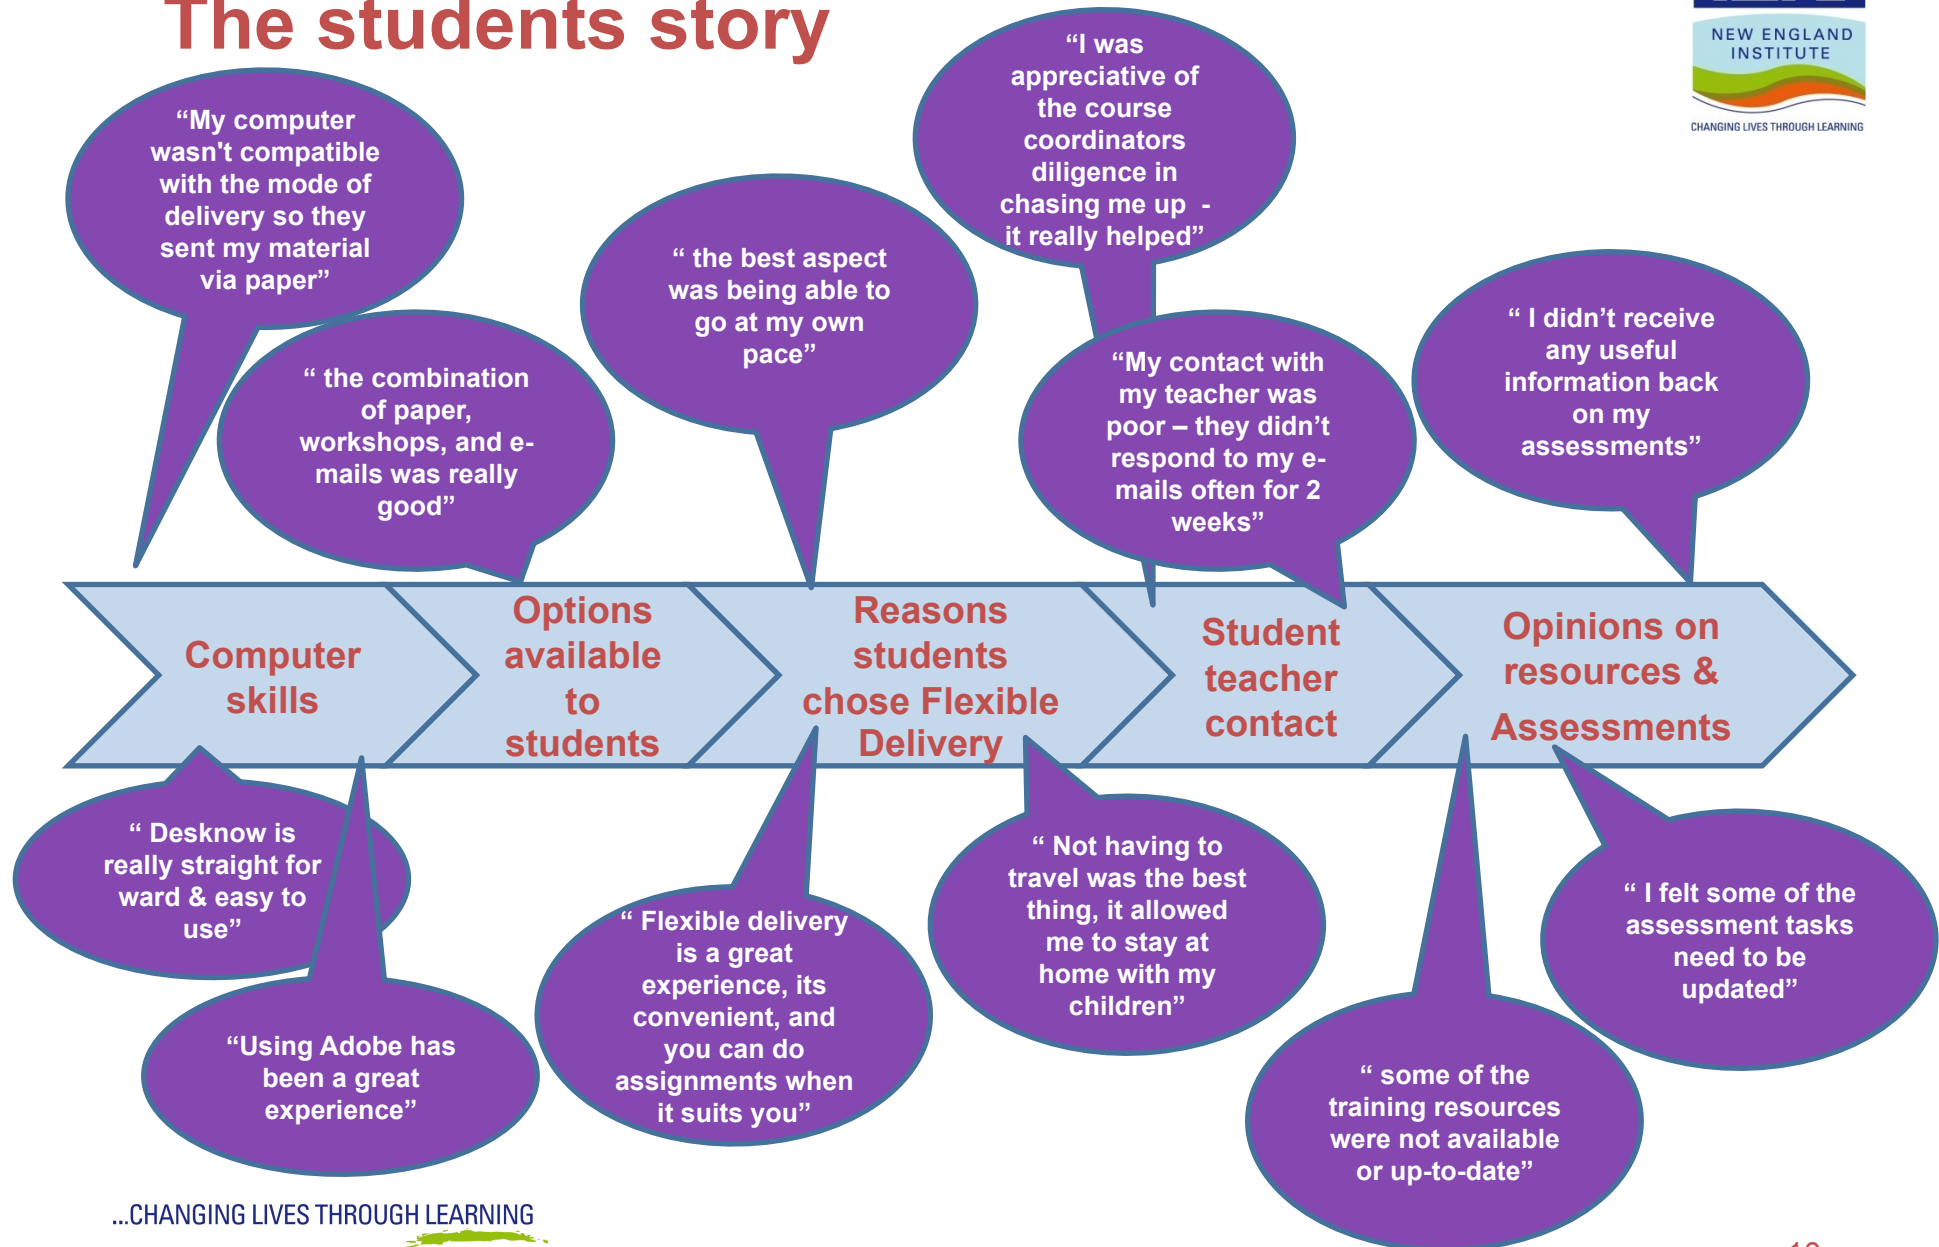 The students story
NEW ENGLAND
INSTITUTE
CHANGING LIVES THROUGH LEARNING
“My computer
wasn't compatible
with the mode of
delivery so they
sent my material
via paper”
“ the combination
of paper,
workshops, and e-
mails was really
good”
“ the best aspect
was being able to
go at my own
pace”
“I was
appreciative of
the course
coordinators
diligence in
chasing me up -
it really helped”
“My contact with
my teacher was
poor – they didn’t
respond to my e-
mails often for 2
weeks”
“ I didn’t receive
any useful
information back
on my
assessments”
Computer
skills
Options
available
to
students
Reasons
students
chose Flexible
Delivery
Student
teacher
contact
Opinions on
resources &
Assessments
“ Desknow is
really straight for
ward & easy to
use”
“Using Adobe has
been a great
experience”
“ Flexible delivery
is a great
experience, its
convenient, and
you can do
assignments when
it suits you”
“ Not having to
travel was the best
thing, it allowed
me to stay at
home with my
children”
“ some of the
training resources
were not available
or up-to-date”
“ I felt some of the
assessment tasks
need to be
updated”
...CHANGING LIVES THROUGH LEARNING